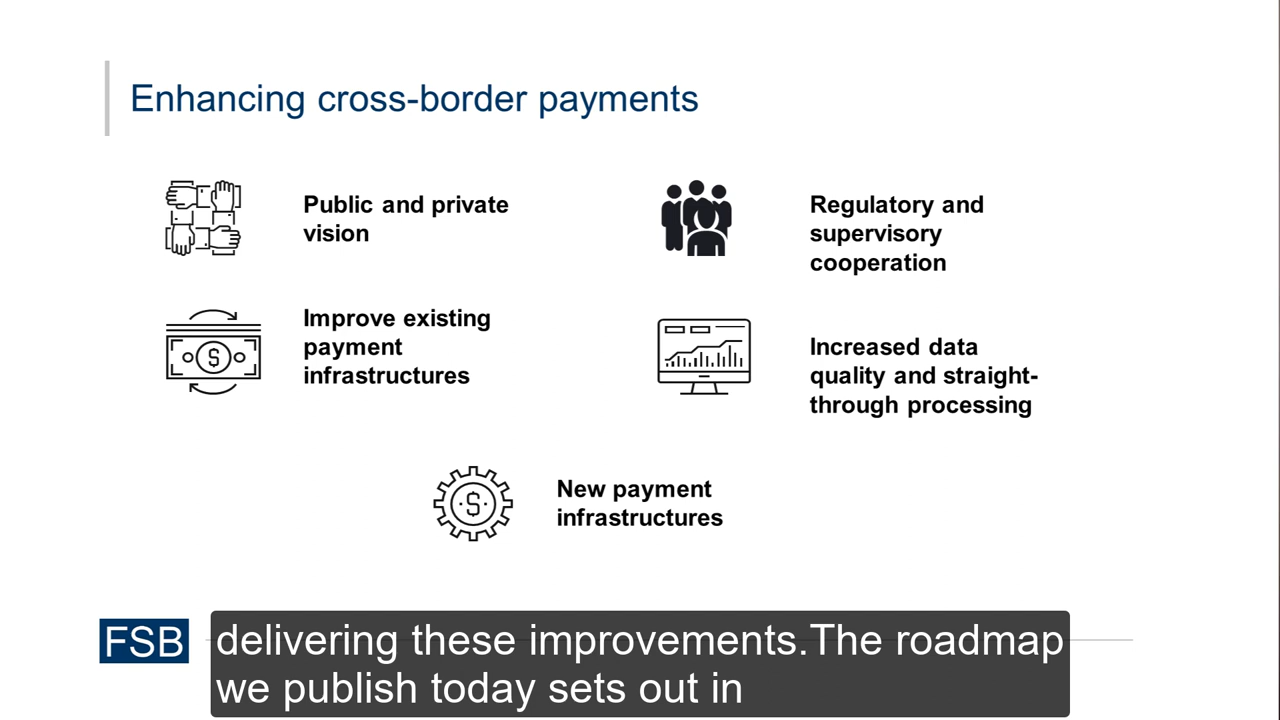 Enhancing cross-border payments
Public and private
vision
Regulatory and
supervisory
cooperation
Improve existing
payment
infrastructures
Increased data
quality and straight-
through processing
New payment
infrastructures
FSB
delivering these improvements.The roadmap
we publish today sets out in